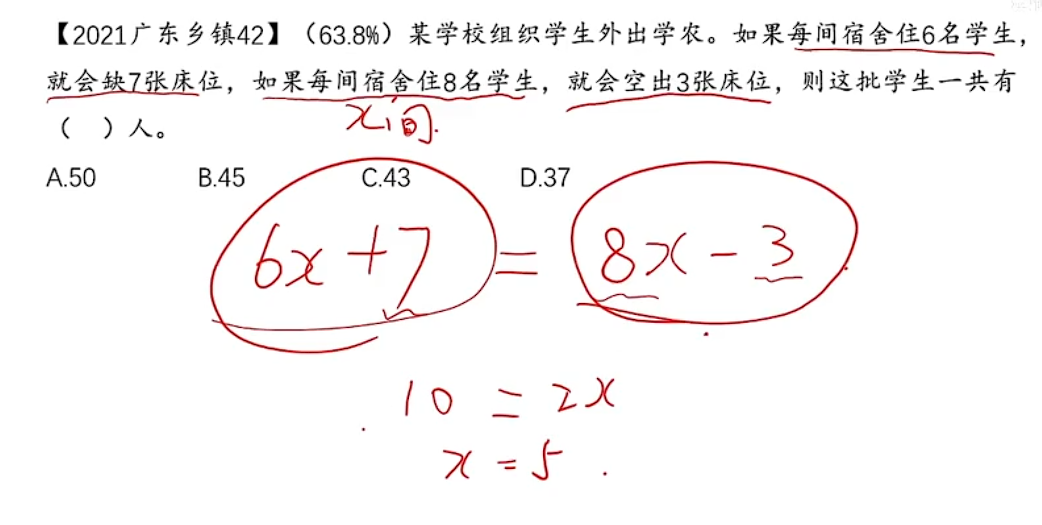 【2021广东乡镇42】（63.8%）某学校组织学生外出学农。如果每间宿舍住6名学生，
就会缺7张床位，如果每间宿舍住8名学生，就会空出3张床位，则这批学生一共有
（　）人。
x间.
A.50 B.45 C.43 D.37
6x+7=8x-3
10=2x
x=5.